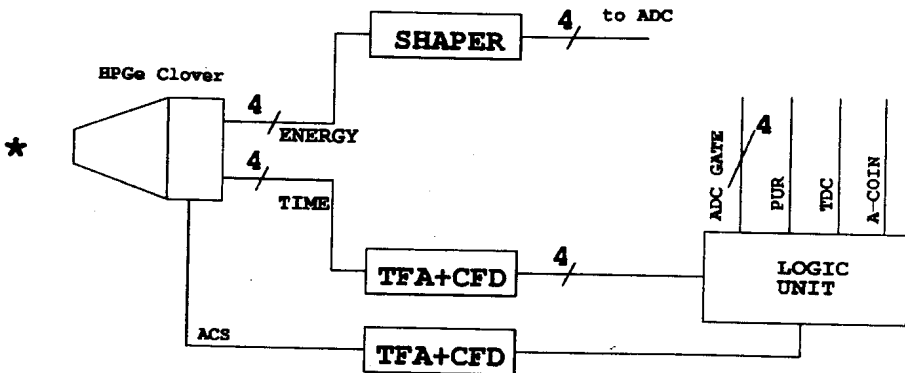 4
to ADC
SHAPER
HPGe Clover
4
ENERGY
4
TIME
ADC GATE
4
PUR
TDC
A-COIN
4
TFA+CFD
LOGIC
UNIT
ACS
TFA+CFD